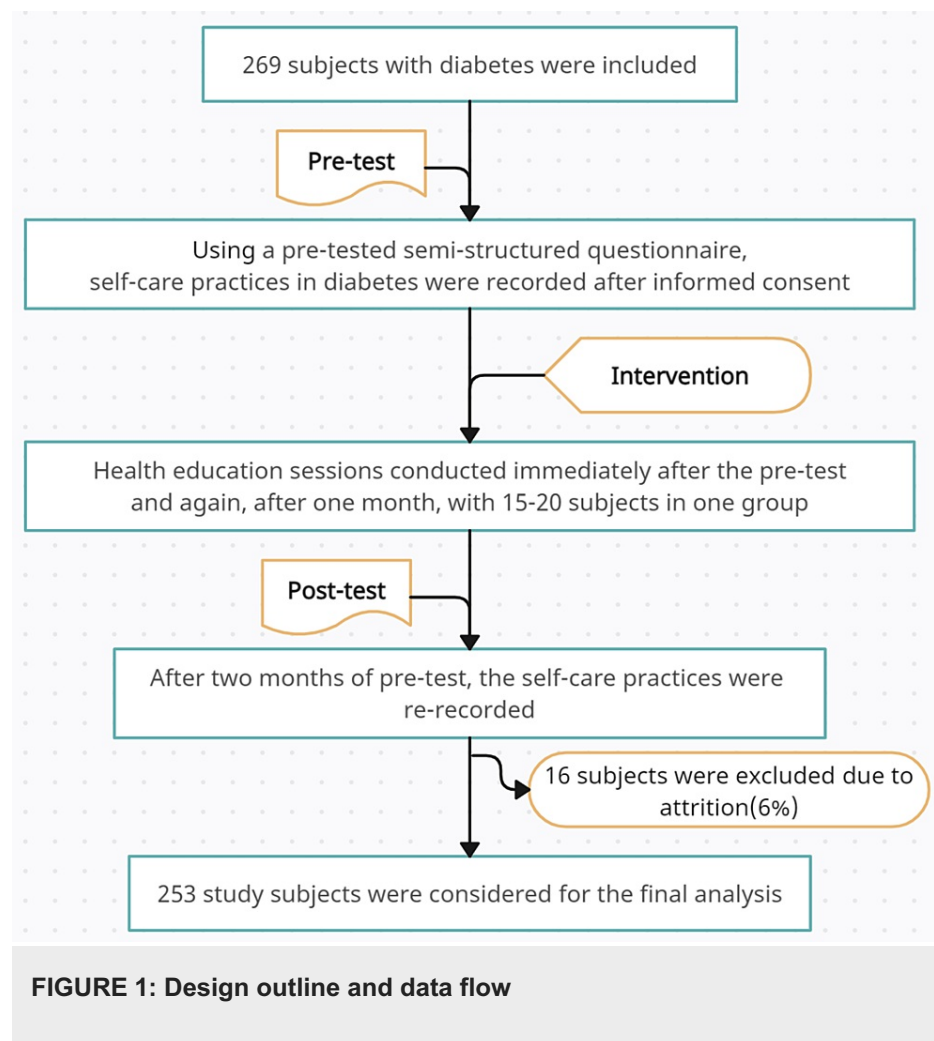 269 subjects with diabetes were included
Pre-test
Using a pre-tested semi-structured questionnaire,
self-care practices in diabetes were recorded after informed consent
Intervention
Health education sessions conducted immediately after the pre-test
and again, after one month, with 15-20 subjects in one group
Post-test
After two months of pre-test, the self-care practices were
re-recorded
16 subjects were excluded due to
attrition(6%)
253 study subjects were considered for the final analysis
FIGURE 1: Design outline and data flow